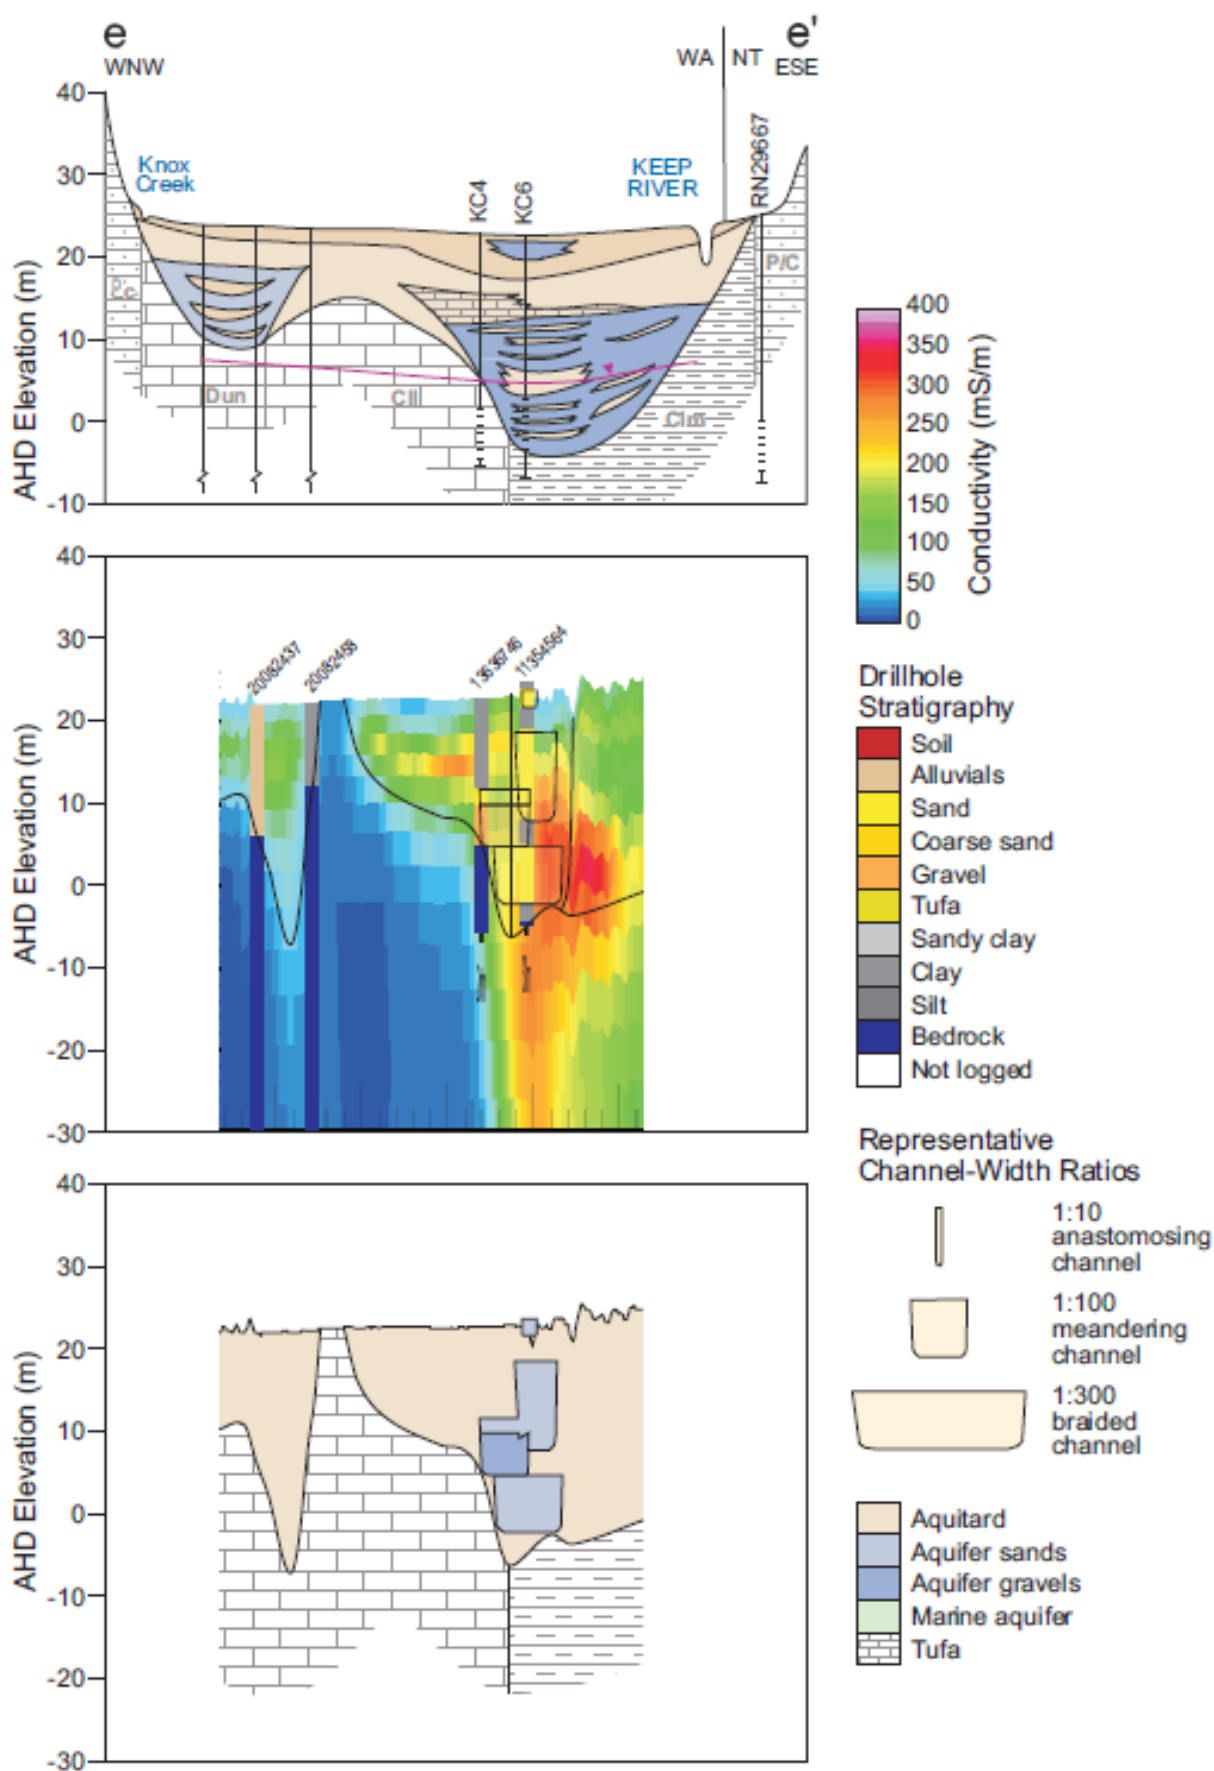 e
e'
WNW
WA
NT
ESE
40
30
20
10
0
-10
AHD Elevation (m)
Knox
Creek
KC4
KC6
KEEP
RIVER
RN29667
P/C
Dun
Cll
40
30
20
10
0
-10
-20
-30
AHD Elevation (m)
20082437
20082468
11354564
40
30
20
10
0
-10
-20
-30
AHD Elevation (m)
400
350
300
250
200
150
100
50
0
Conductivity (mS/m)
Drillhole
Stratigraphy
Soil
Alluvials
Sand
Coarse sand
Gravel
Tufa
Sandy clay
Clay
Silt
Bedrock
Not logged
Representative
Channel-Width Ratios
1:10
anastomosing
channel
1:100
meandering
channel
1:300
braided
channel
Aquitard
Aquifer sands
Aquifer gravels
Marine aquifer
Tufa